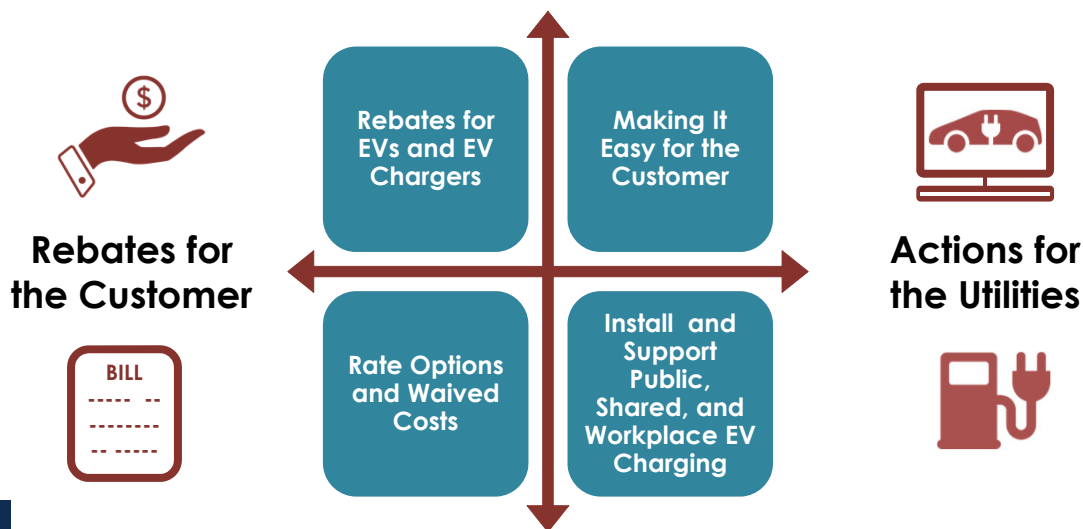 $
Rebates for
the Customer
BILL
Rebates for
EVs and EV
Chargers
Making It
Easy for the
Customer
Rate Options
and Waived
Costs
Install and
Support
Public,
Shared, and
Workplace EV
Charging
Actions for
the Utilities